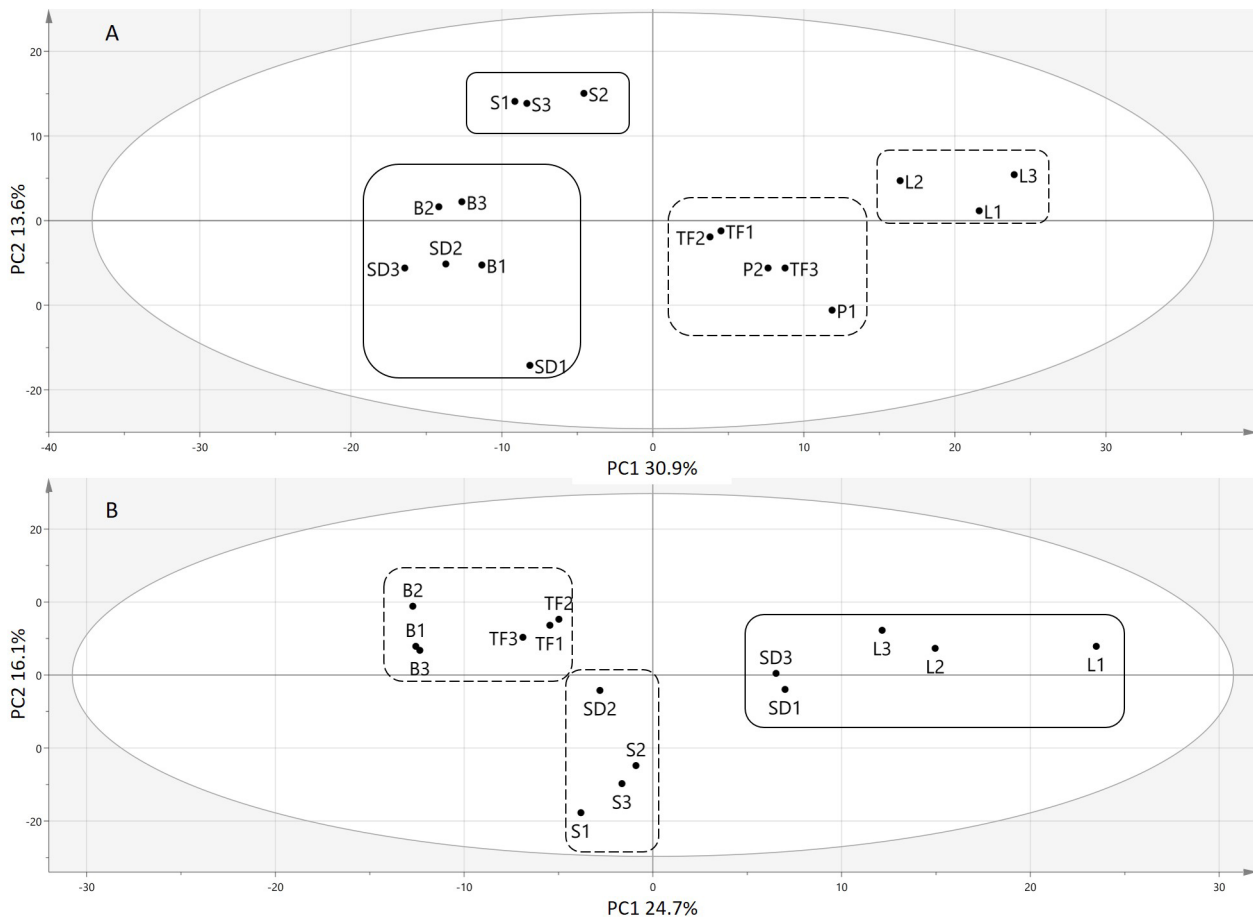 A
20
S1 S3 S2
10
L2 L3
B2 B3 L1
0
TF2 TF1
SD3 SD2 B1 P2 TF3
0
P1
SD1
-20
PC2 13.6%
-40 -30 -20 -10 0 10 20 30
PC1 30.9%
B
20
B2 TF2
0
B1 TF3 TF1
B3 L3 L2 L1
SD3
0
SD2 SD1
S2
0
S3
S1
-20
PC2 16.1%
-30 -20 -10 0 10 20 30
PC1 24.7%